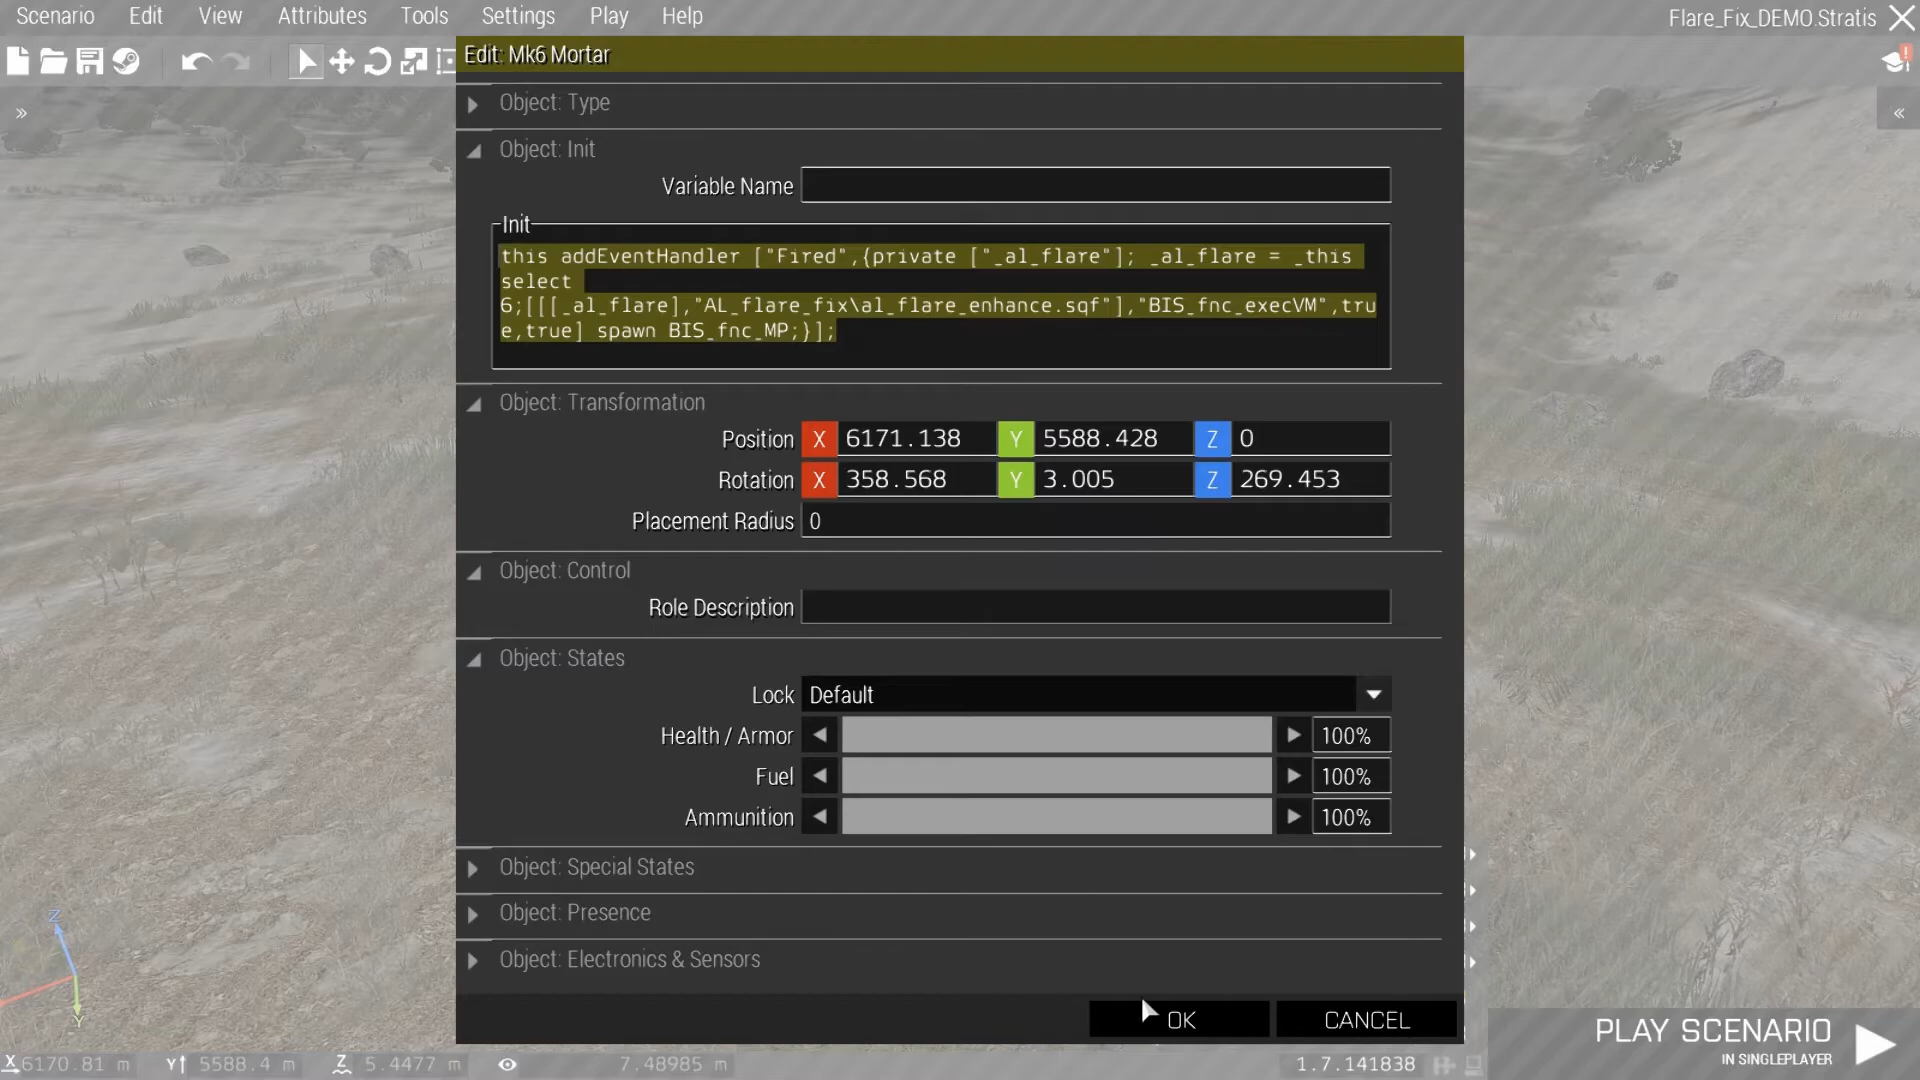 Scenario Edit View Attributes Tools Settings Play Help Flare_Fix_DEMO.Stratis
Edit: Mk6 Mortar
Object: Type
Object: Init
Variable Name
Init
this addEventHandler ["Fired",{private ["_al_flare"]; _al_flare = _this
select
6;[[[_al_flare],"AL_flare_fix\al_flare_enhance.sqf"],"BIS_fnc_execVM",tru
e,true] spawn BIS_fnc_MP;}];
Object: Transformation
Position X 6171.138 Y 5588.428 Z 0
Rotation X 358.568 Y 3.005 Z 269.453
Placement Radius 0
Object: Control
Role Description
Object: States
Lock Default
Health / Armor 100%
Fuel 100%
Ammunition 100%
Object: Special States
Object: Presence
Object: Electronics & Sensors
Z
Y
OK CANCEL
PLAY SCENARIO
IN SINGLEPLAYER
X 6170.81 m Y 5588.4 m Z 5.4477 m 7.48985 m 1.7.141838